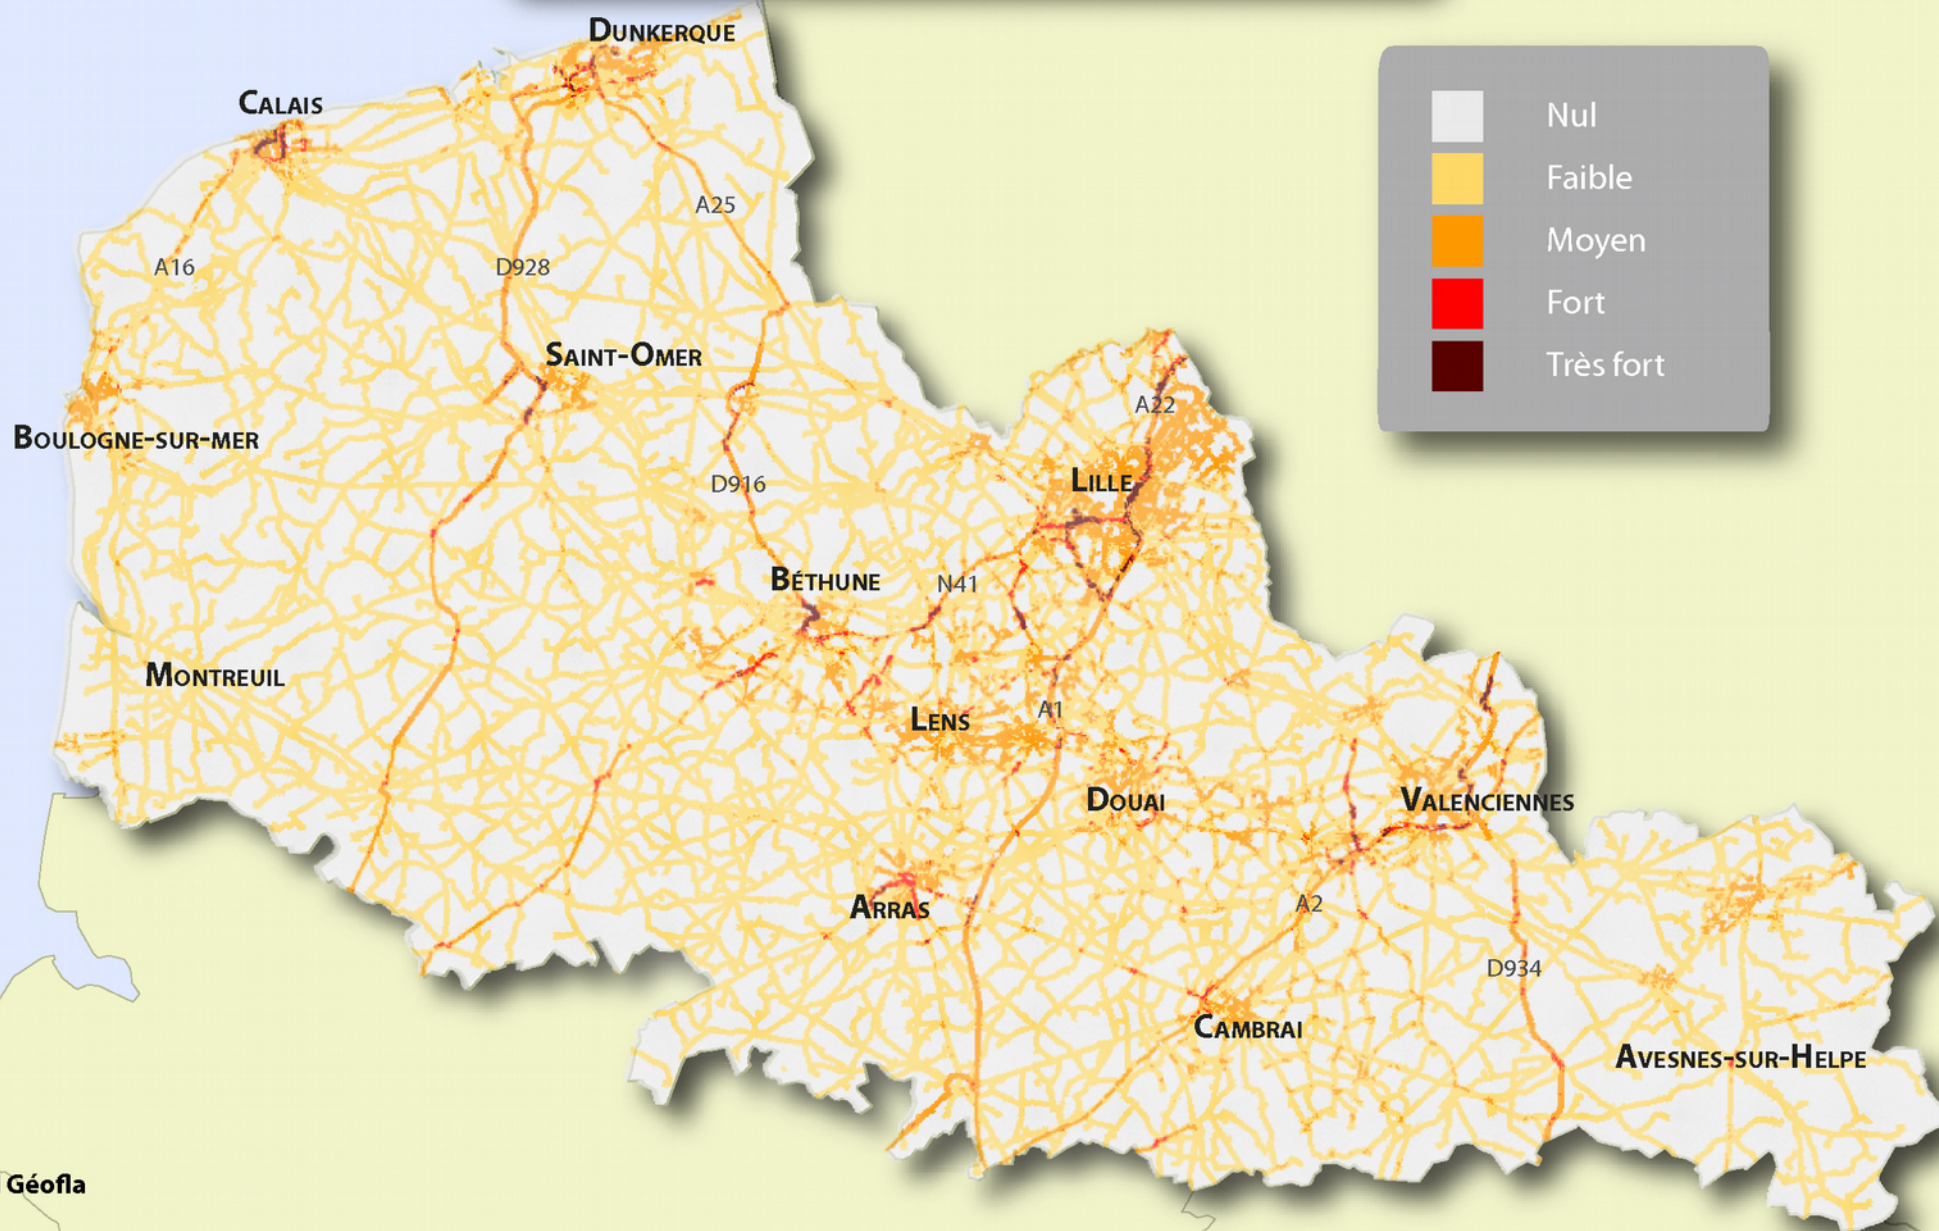 Dunkerque
Calais
Nul
Faible
A25
Moyen
A16
D928
Fort
Saint-Omer
Très fort
A22
Boulogne-sur-Mer
Lille
D916
Béthune
N41
Montreuil
A1
Lens
Douai
Valenciennes
Arras
A2
D934
Cambrai
Avesnes-sur-Helpe
Géofla